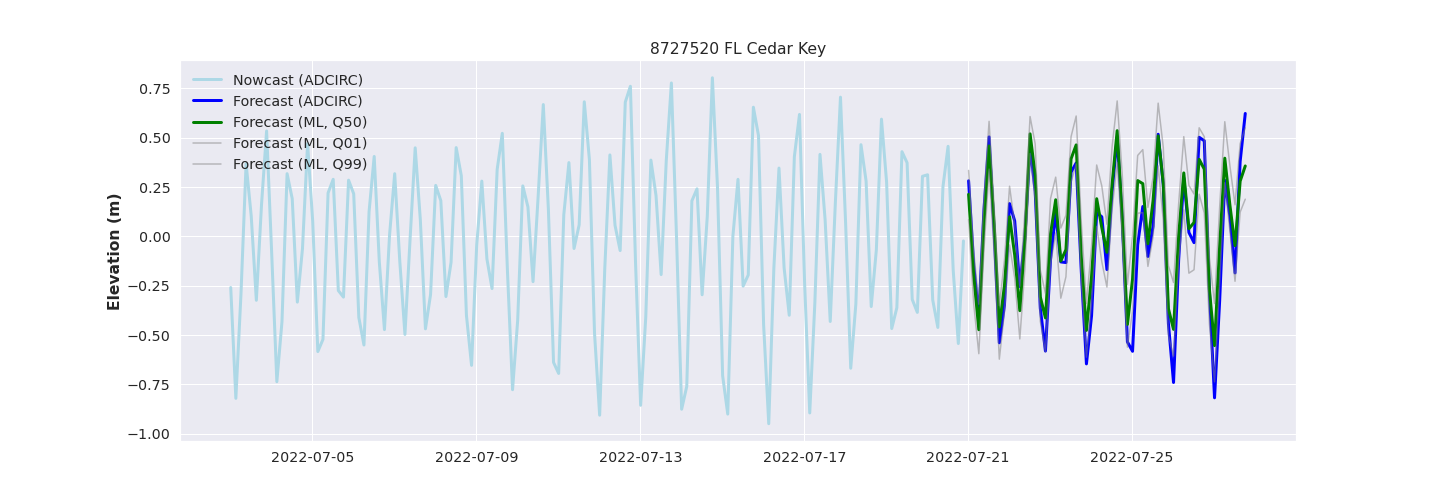 8727520 FL Cedar Key
Nowcast (ADCIRC)
Forecast (ADCIRC)
Forecast (ML, Q50)
Forecast (ML, Q01)
Forecast (ML, Q99)
Elevation (m)
0.75
0.50
0.25
0.00
−0.25
−0.50
−0.75
−1.00
2022-07-05
2022-07-09
2022-07-13
2022-07-17
2022-07-21
2022-07-25